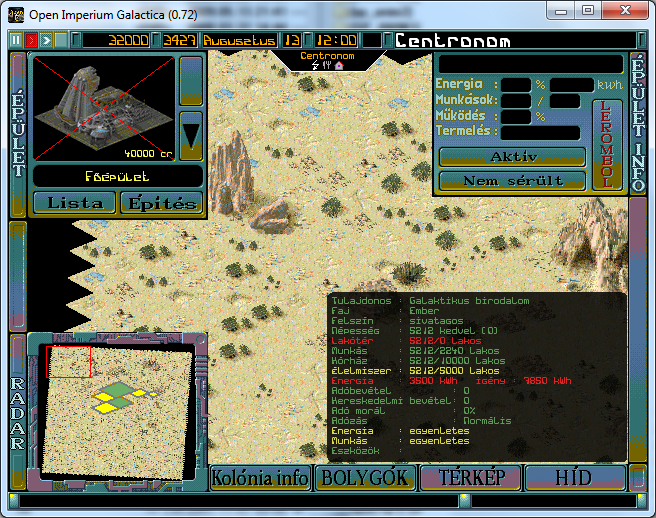 Open Imperium Galactica (0.72)
32000 3427 Augusztus 13 12:00 Centronom
Centronom
ÉPÜLET
40000 cr
Főépület
Lista Építés
Energia : % kwh
Munkások: /
Működés : %
Termelés:
Aktív
Nem sérült
LEROMBOL
ÉPÜLET INFO
Tulajdonos : Galaktikus birodalom
Faj : Ember
Felszín : sivatagos
Népesség : 5212 kedvel (0)
Lakótér : 5212/0 Lakos
Munkás : 5212/2240 Lakos
Kórház : 5212/10000 Lakos
Élelmiszer : 5212/5000 Lakos
Energia : 3500 kWh igény : 7850 kWh
Adóbevétel : 0
Kereskedelmi bevétel: 0
Adó morál : 0%
Adózás : Normális
Energia : egyenletes
Munkás : egyenletes
Eszközök :
RADAR
Kolónia info BOLYGÓK TÉRKÉP HÍD